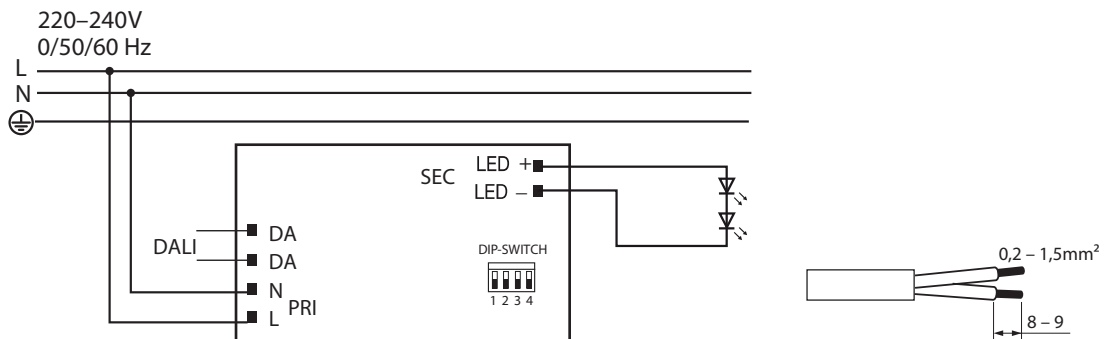 220–240V
0/50/60 Hz
L
N
SEC
LED +
LED –
DALI
DA
DA
N
L
PRI
DIP-SWITCH
1 2 3 4
0,2 – 1,5mm²
8 – 9